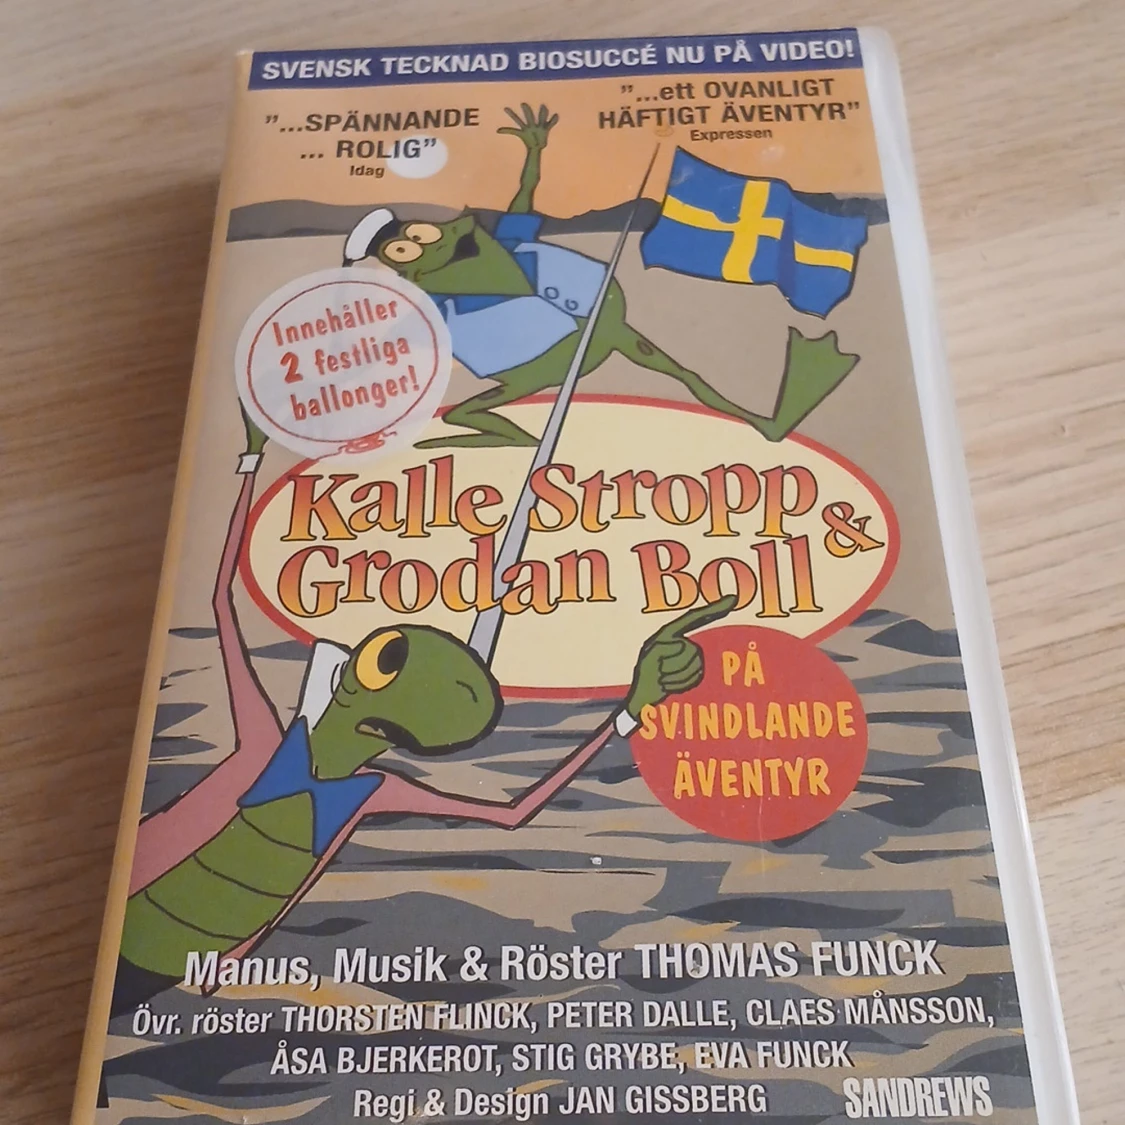 SVENSK TECKNAD BIOSUCCÉ NU PÅ VIDEO!
"...SPÄNNANDE
... ROLIG"
Idag
"...ett OVANLIGT
HÄFTIGT ÄVENTYR"
Expressen
Innehåller
2 festliga
ballonger!
Kalle Stropp &
Grodan Boll
PÅ
SVINDLANDE
ÄVENTYR
Manus, Musik & Röster THOMAS FUNCK
Övr. röster THORSTEN FLINCK, PETER DALLE, CLAES MÅNSSON,
ÅSA BJERKEROT, STIG GRYBE, EVA FUNCK
Regi & Design JAN GISSBERG
SANDREWS